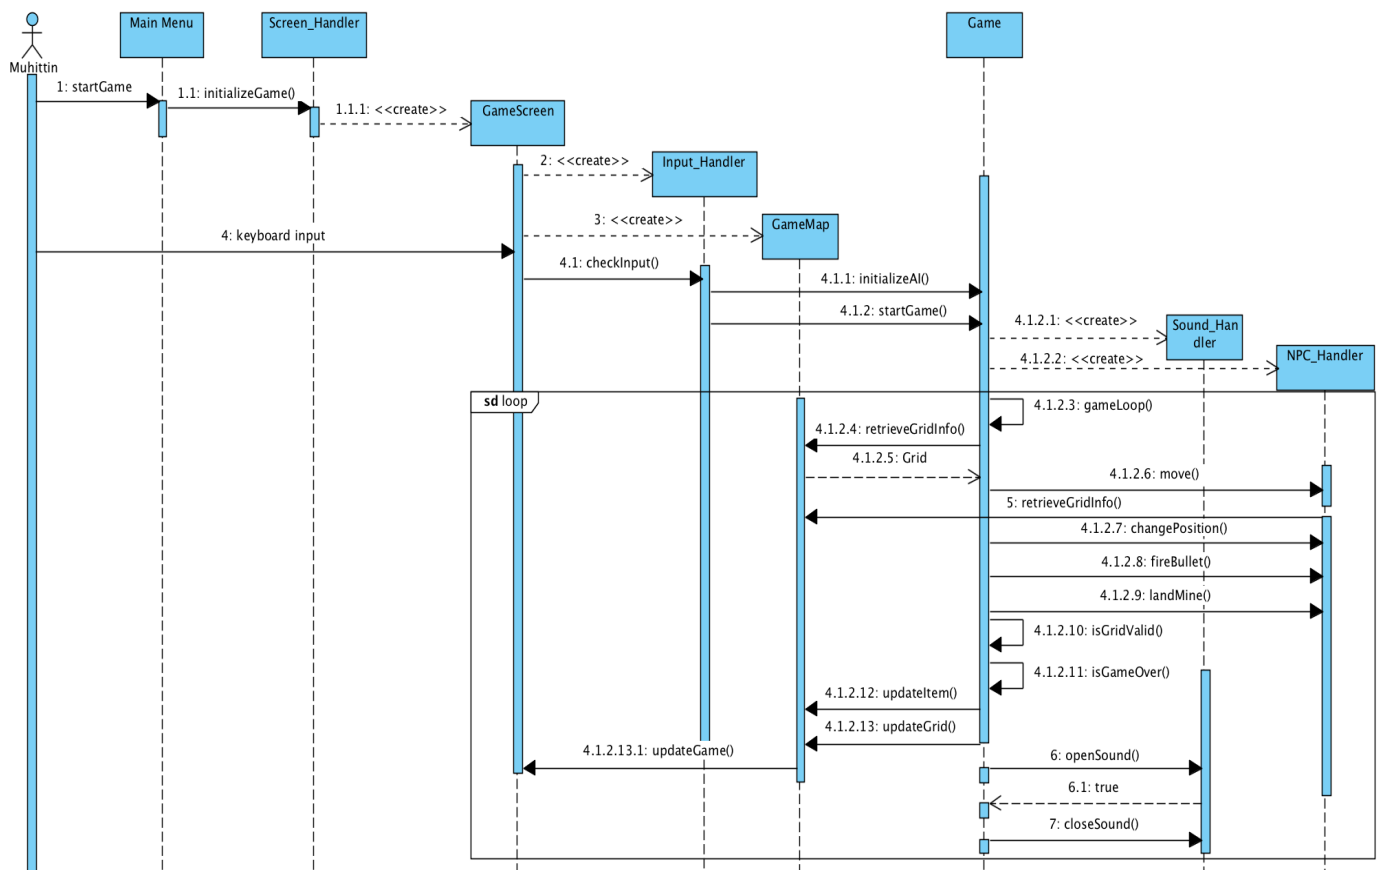 Main Menu
Screen_Handler
Game
Muhittin
1: startGame
1.1: initializeGame()
1.1.1: <<create>>
GameScreen
2: <<create>>
Input_Handler
3: <<create>>
GameMap
4: keyboard input
4.1: checkInput()
4.1.1: initializeAI()
4.1.2: startGame()
4.1.2.1: <<create>>
Sound_Han
dler
4.1.2.2: <<create>>
NPC_Handler
sd loop
4.1.2.3: gameLoop()
4.1.2.4: retrieveGridInfo()
4.1.2.5: Grid
4.1.2.6: move()
5: retrieveGridInfo()
4.1.2.7: changePosition()
4.1.2.8: fireBullet()
4.1.2.9: landMine()
4.1.2.10: isGridValid()
4.1.2.11: isGameOver()
4.1.2.12: updateItem()
4.1.2.13: updateGrid()
4.1.2.13.1: updateGame()
6: openSound()
6.1: true
7: closeSound()